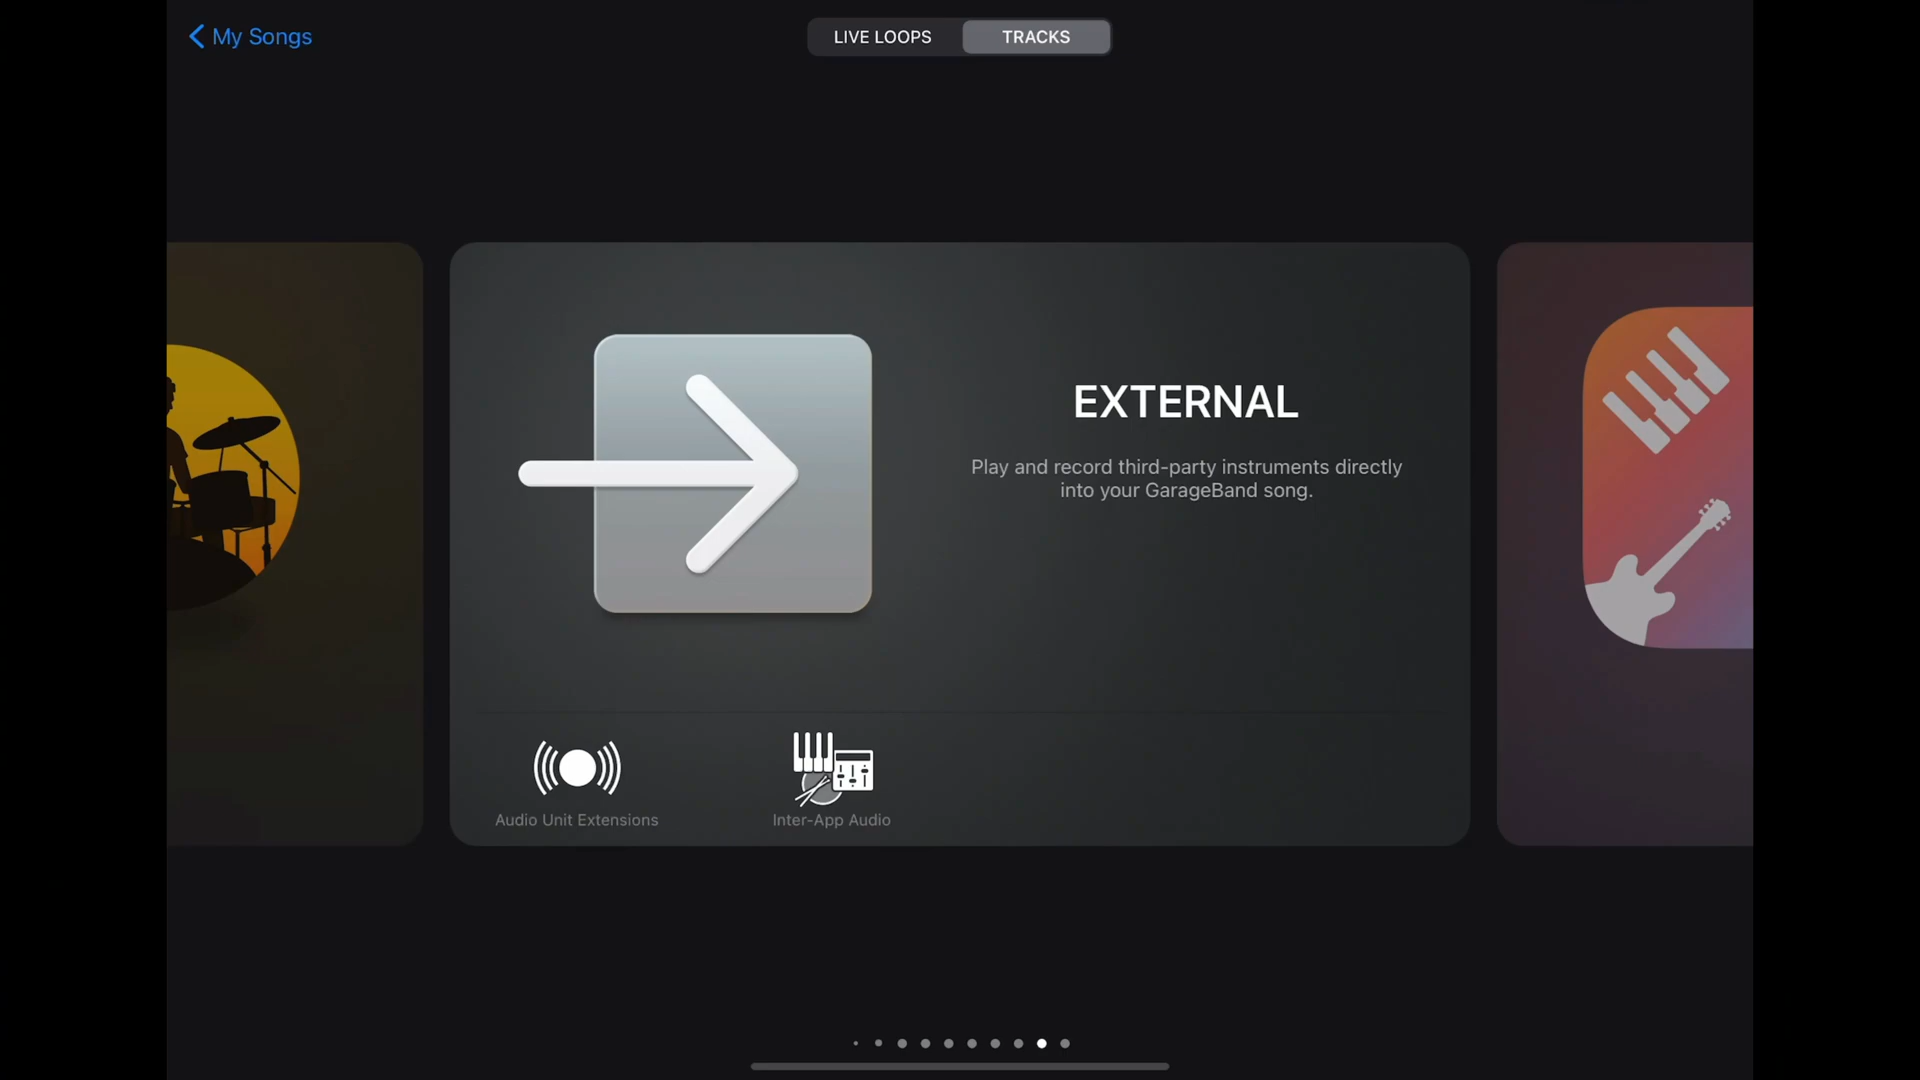 My Songs
LIVE LOOPS
TRACKS
EXTERNAL
Play and record third-party instruments directly
into your GarageBand song.
Audio Unit Extensions
Inter-App Audio